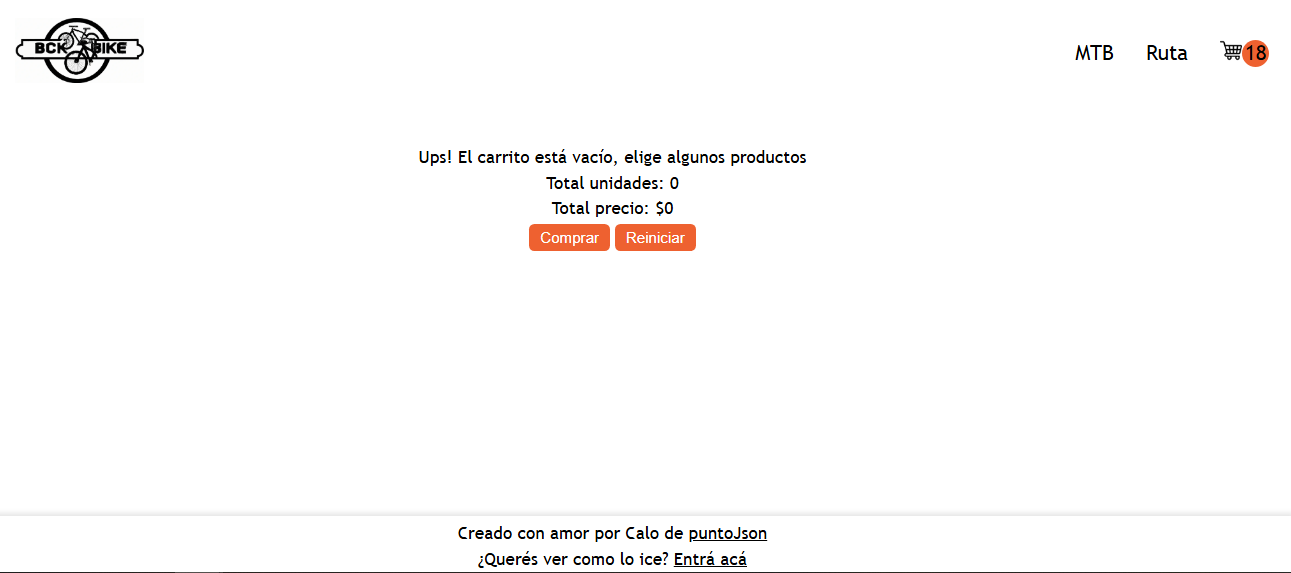 BCK BIKE
MTB Ruta 18
Ups! El carrito está vacío, elige algunos productos
Total unidades: 0
Total precio: $0
Comprar Reiniciar
Creado con amor por Calo de puntoJson
¿Querés ver como lo ice? Entrá acá